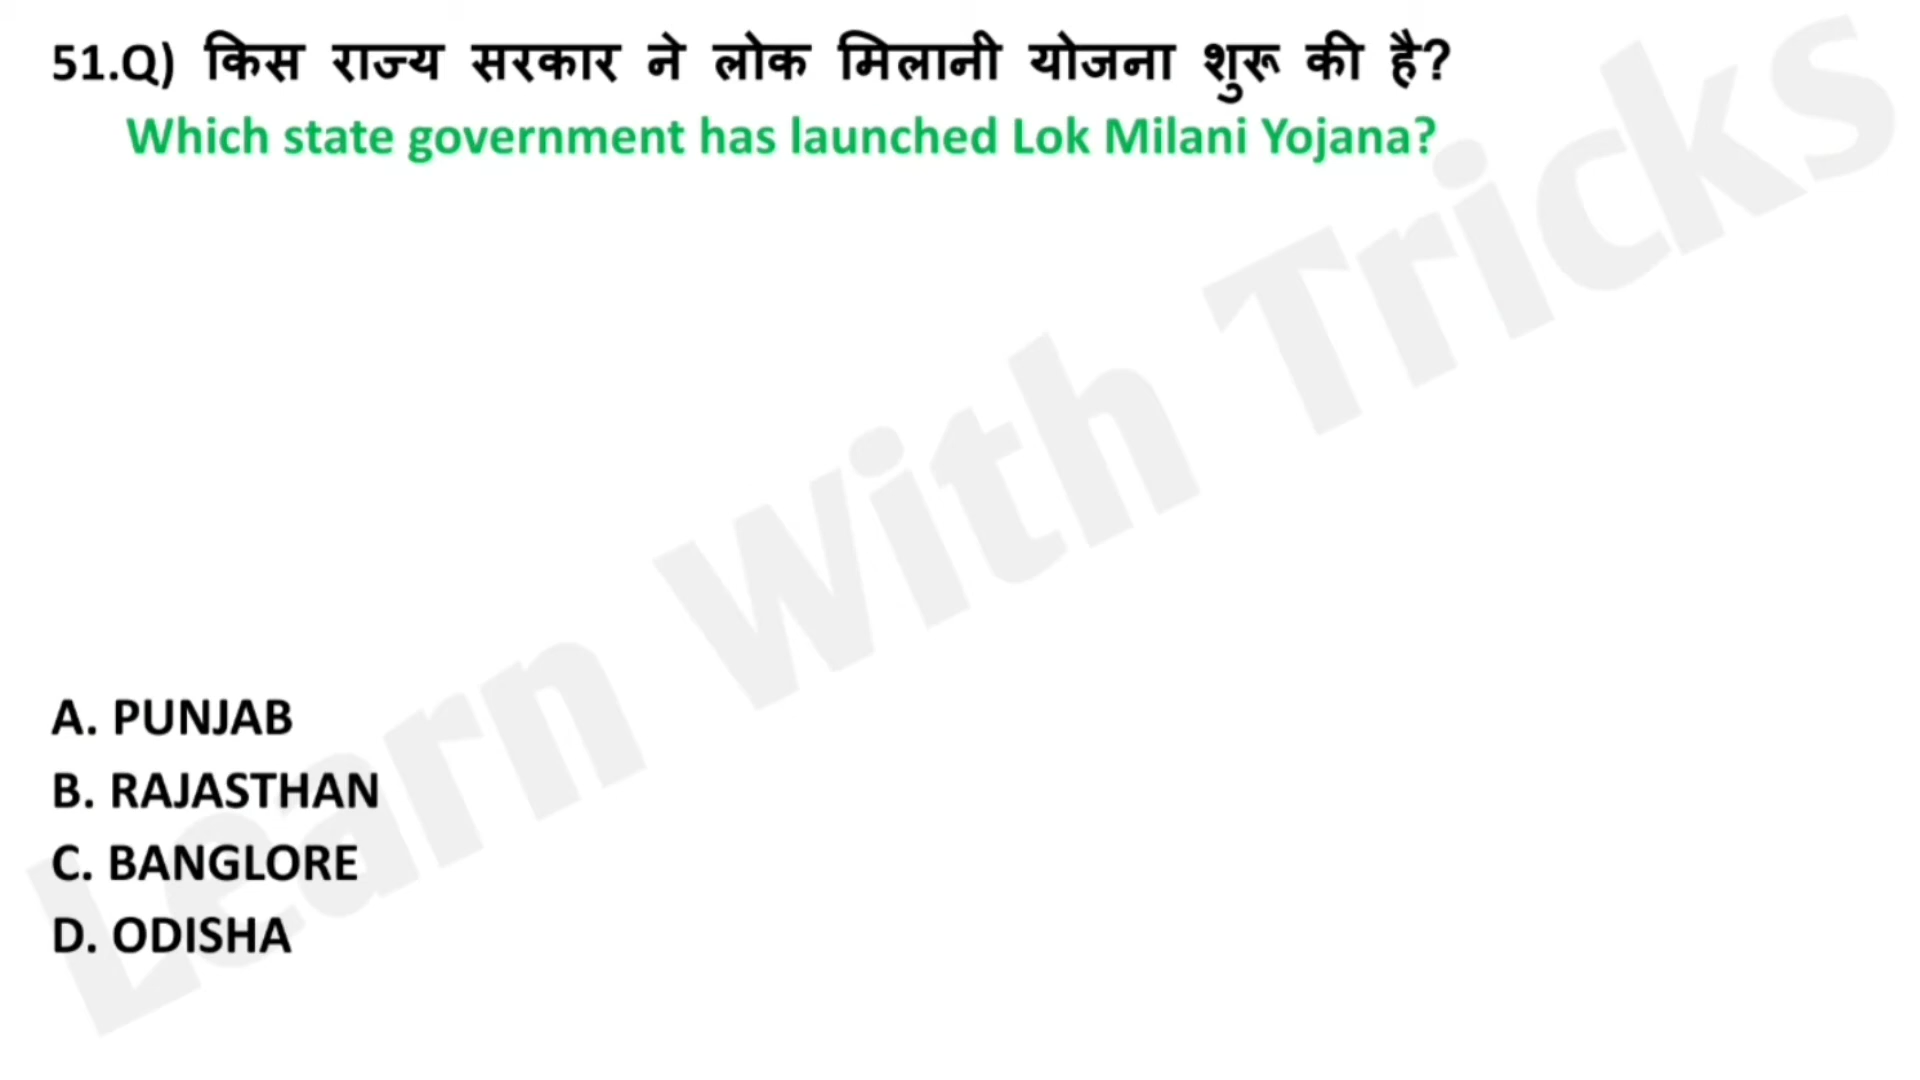 51.Q) किस राज्य सरकार ने लोक मिलानी योजना शुरू की है?
Which state government has launched Lok Milani Yojana?
A. PUNJAB
B. RAJASTHAN
C. BANGLORE
D. ODISHA
Learn With Tricks